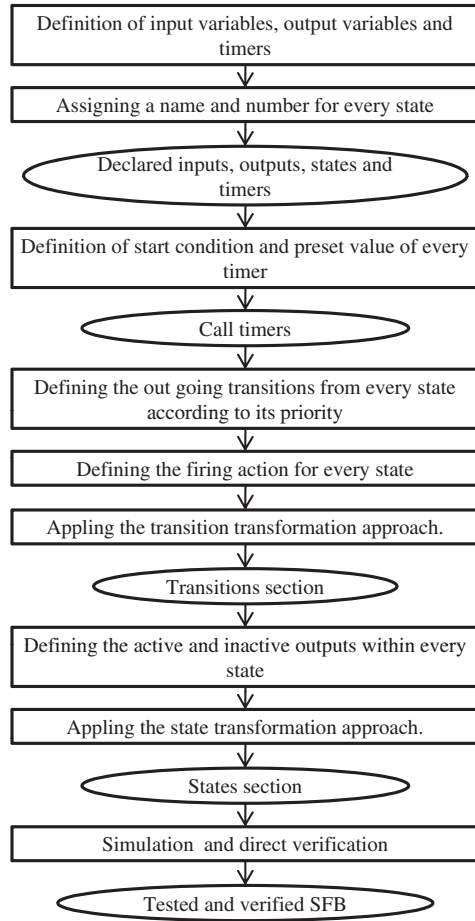 Definition of input variables, output variables and
timers
Assigning a name and number for every state
Declared inputs, outputs, states and
timers
Definition of start condition and preset value of every
timer
Call timers
Defining the out going transitions from every state
according to its priority
Defining the firing action for every state
Appling the transition transformation approach.
Transitions section
Defining the active and inactive outputs within every
state
Appling the state transformation approach.
States section
Simulation and direct verification
Tested and verified SFB